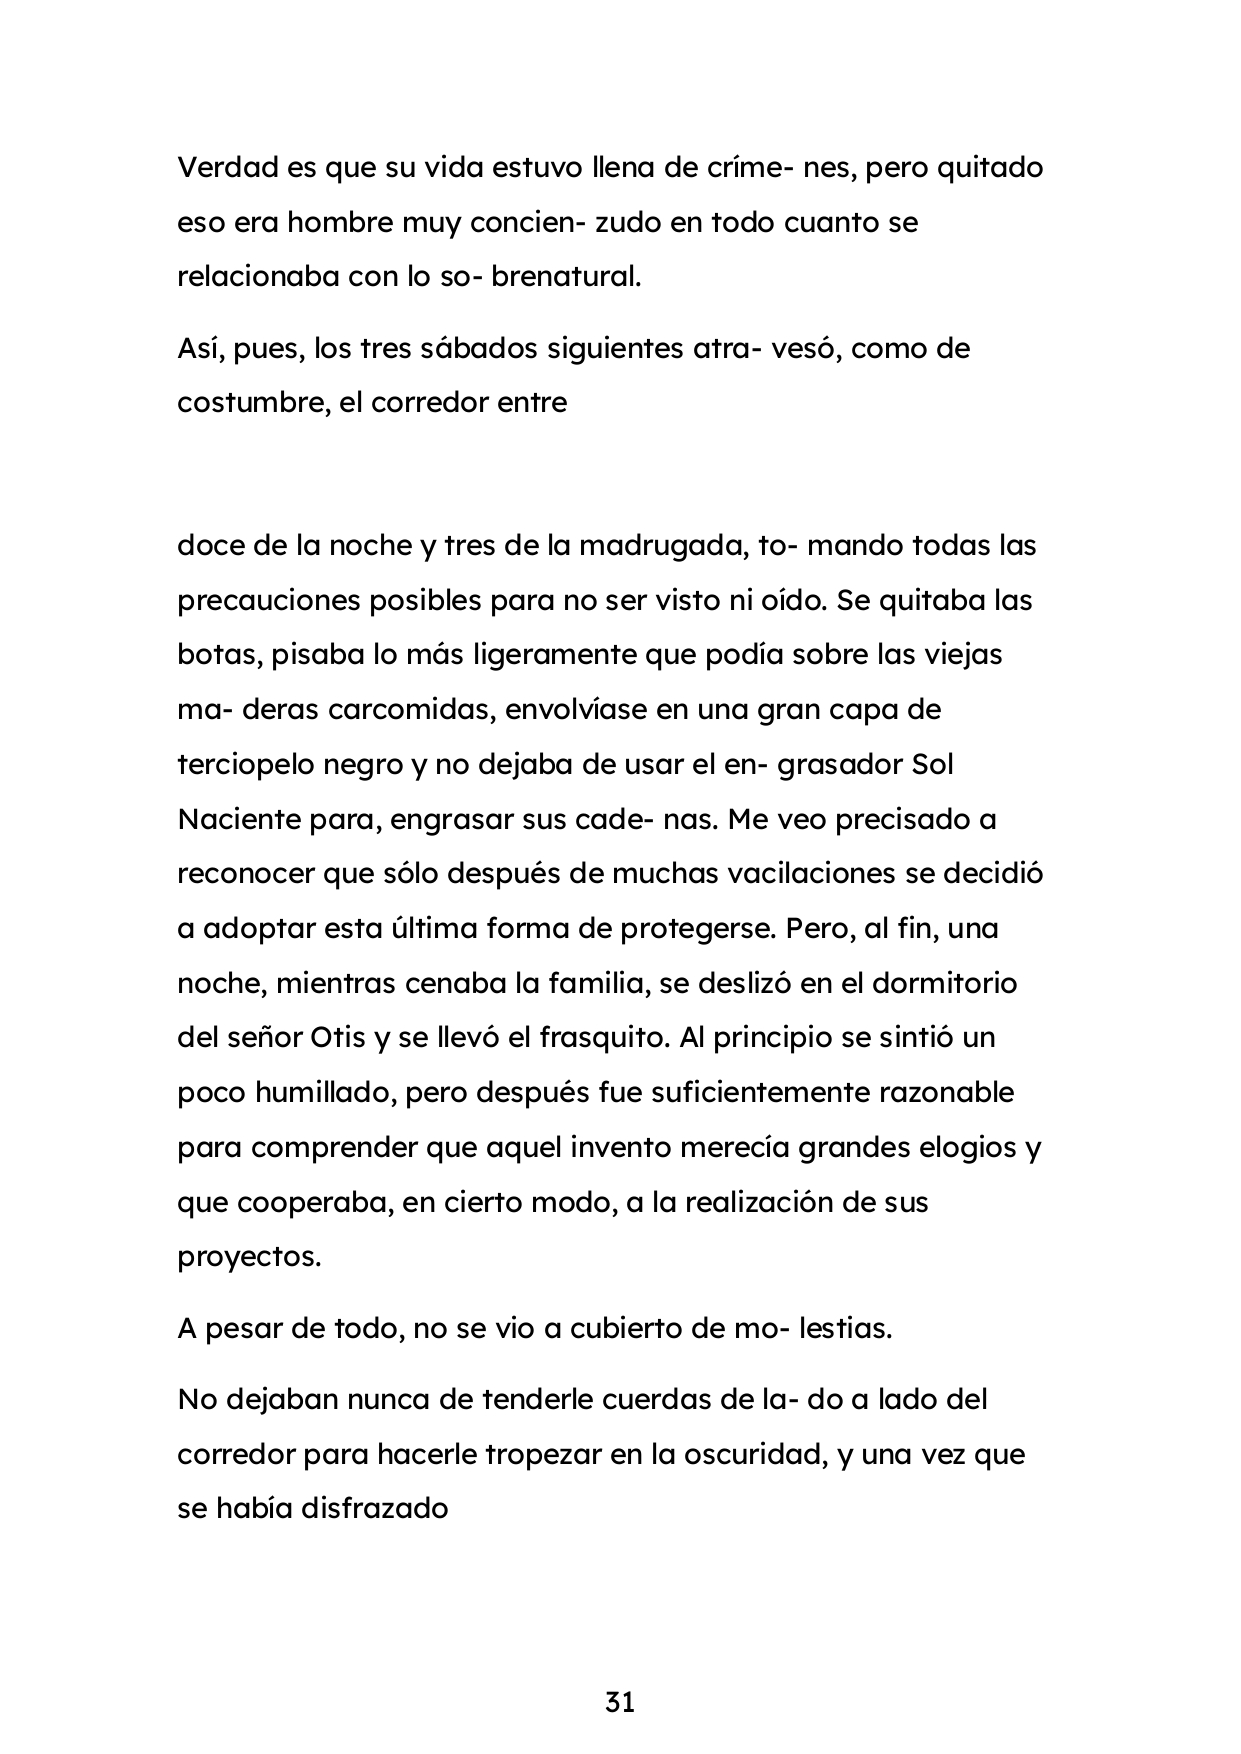 Verdad es que su vida estuvo llena de críme- nes, pero quitado
eso era hombre muy concien- zudo en todo cuanto se
relacionaba con lo so- brenatural.
Así, pues, los tres sábados siguientes atra- vesó, como de
costumbre, el corredor entre
doce de la noche y tres de la madrugada, to- mando todas las
precauciones posibles para no ser visto ni oído. Se quitaba las
botas, pisaba lo más ligeramente que podía sobre las viejas
ma- deras carcomidas, envolvíase en una gran capa de
terciopelo negro y no dejaba de usar el en- grasador Sol
Naciente para, engrasar sus cade- nas. Me veo precisado a
reconocer que sólo después de muchas vacilaciones se decidió
a adoptar esta última forma de protegerse. Pero, al fin, una
noche, mientras cenaba la familia, se deslizó en el dormitorio
del señor Otis y se llevó el frasquito. Al principio se sintió un
poco humillado, pero después fue suficientemente razonable
para comprender que aquel invento merecía grandes elogios y
que cooperaba, en cierto modo, a la realización de sus
proyectos.
A pesar de todo, no se vio a cubierto de mo- lestias.
No dejaban nunca de tenderle cuerdas de la- do a lado del
corredor para hacerle tropezar en la oscuridad, y una vez que
se había disfrazado
31